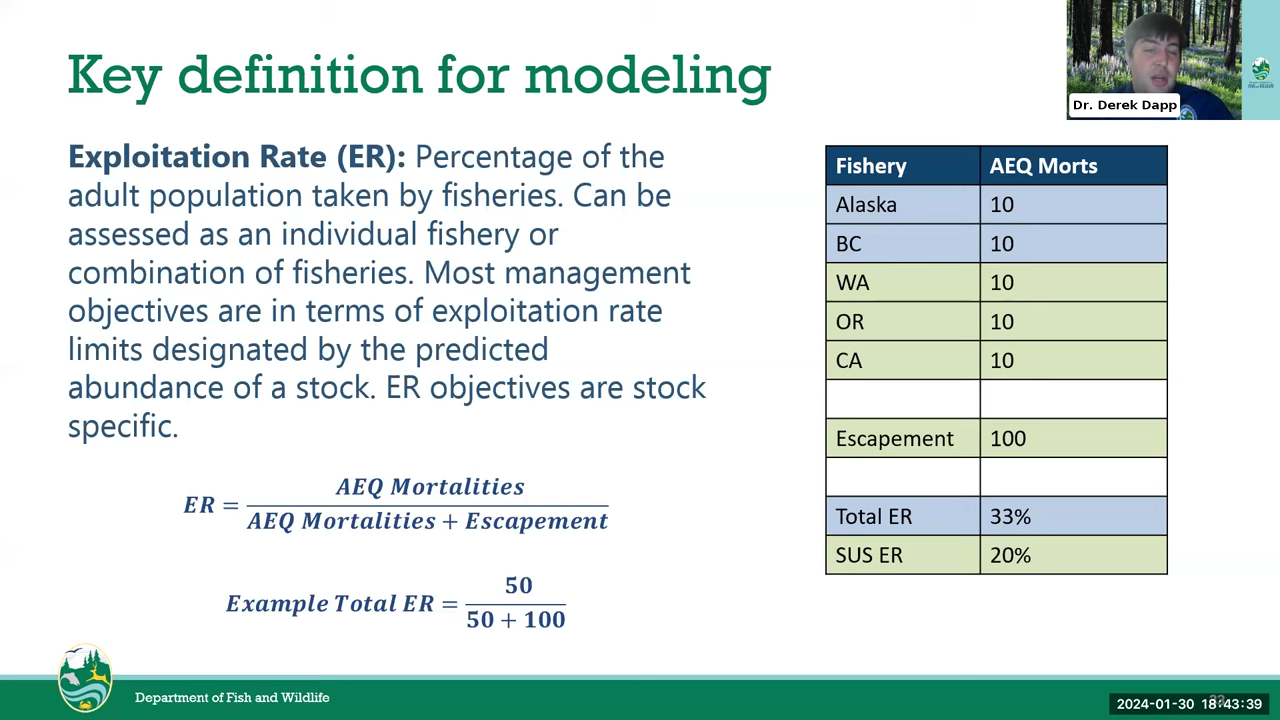 Key definition for modeling
Dr. Derek Dapp
Exploitation Rate (ER): Percentage of the
adult population taken by fisheries. Can be
assessed as an individual fishery or
combination of fisheries. Most management
objectives are in terms of exploitation rate
limits designated by the predicted
abundance of a stock. ER objectives are stock
specific.
ER = AEQ Mortalities / AEQ Mortalities + Escapement
Example Total ER = 50 / 50 + 100
Fishery AEQ Morts
Alaska 10
BC 10
WA 10
OR 10
CA 10
Escapement 100
Total ER 33%
SUS ER 20%
Department of Fish and Wildlife
2024-01-30 18:43:39